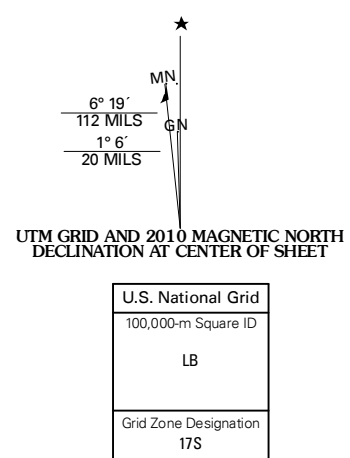 ★
M.N.
6° 19´
112 MILS
GN
1° 6´
20 MILS
UTM GRID AND 2010 MAGNETIC NORTH
DECLINATION AT CENTER OF SHEET
U.S. National Grid
100,000-m Square ID
LB
Grid Zone Designation
17S